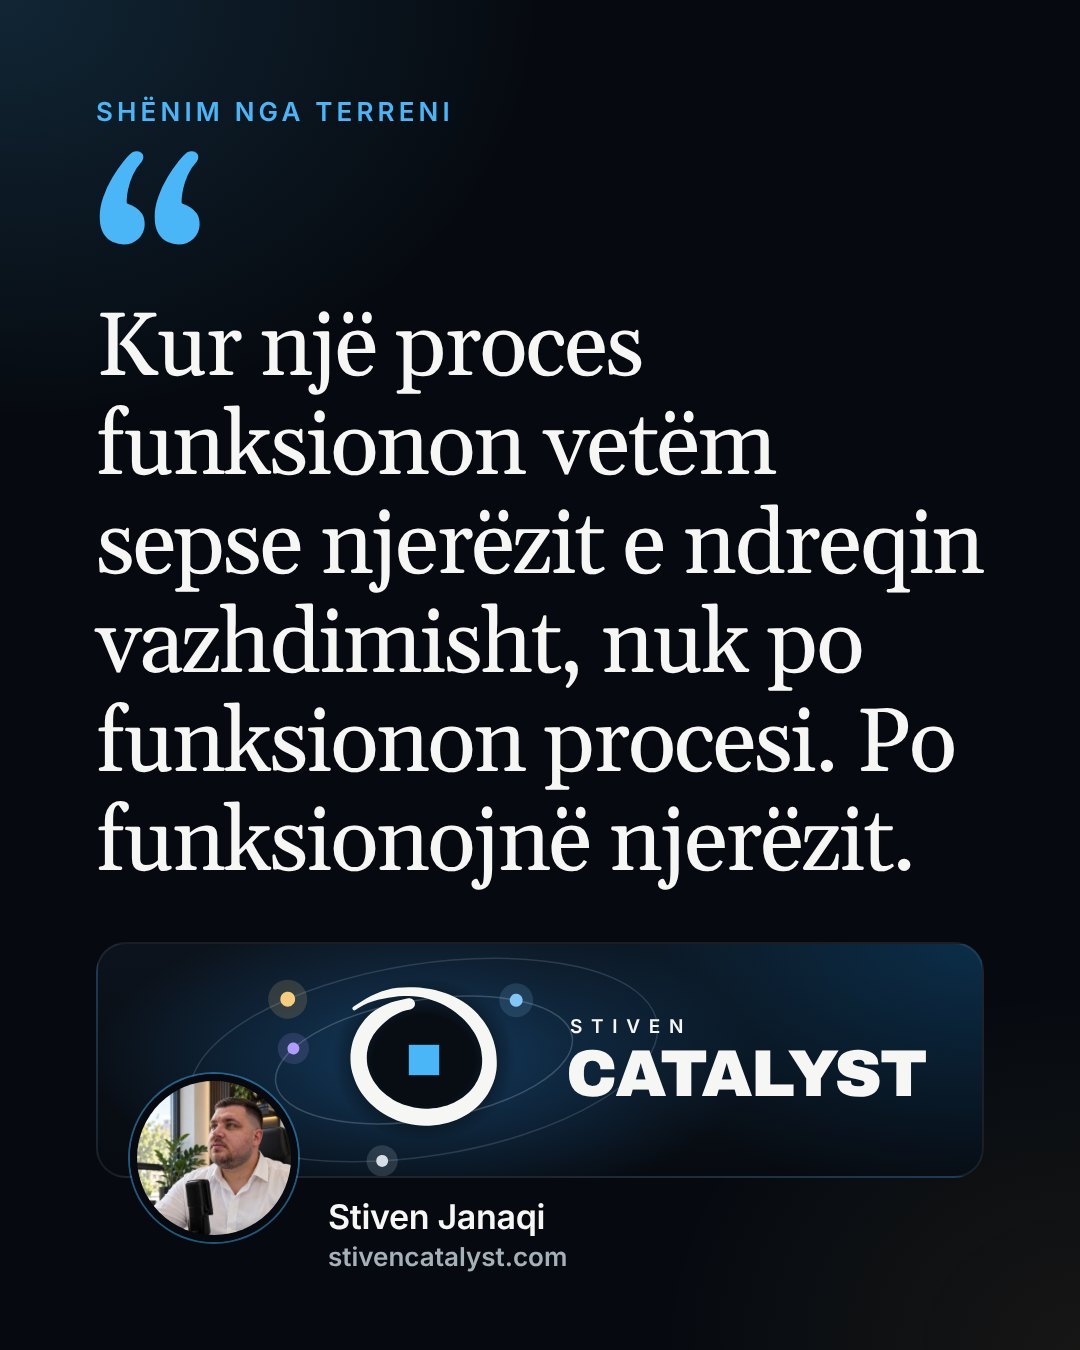 SHËNIM NGA TERRENI
“
Kur një proces
funksionon vetëm
sepse njerëzit e ndreqin
vazhdimisht, nuk po
funksionon procesi. Po
funksionojnë njerëzit.
STIVEN
CATALYST
Stiven Janaqi
stivencatalyst.com